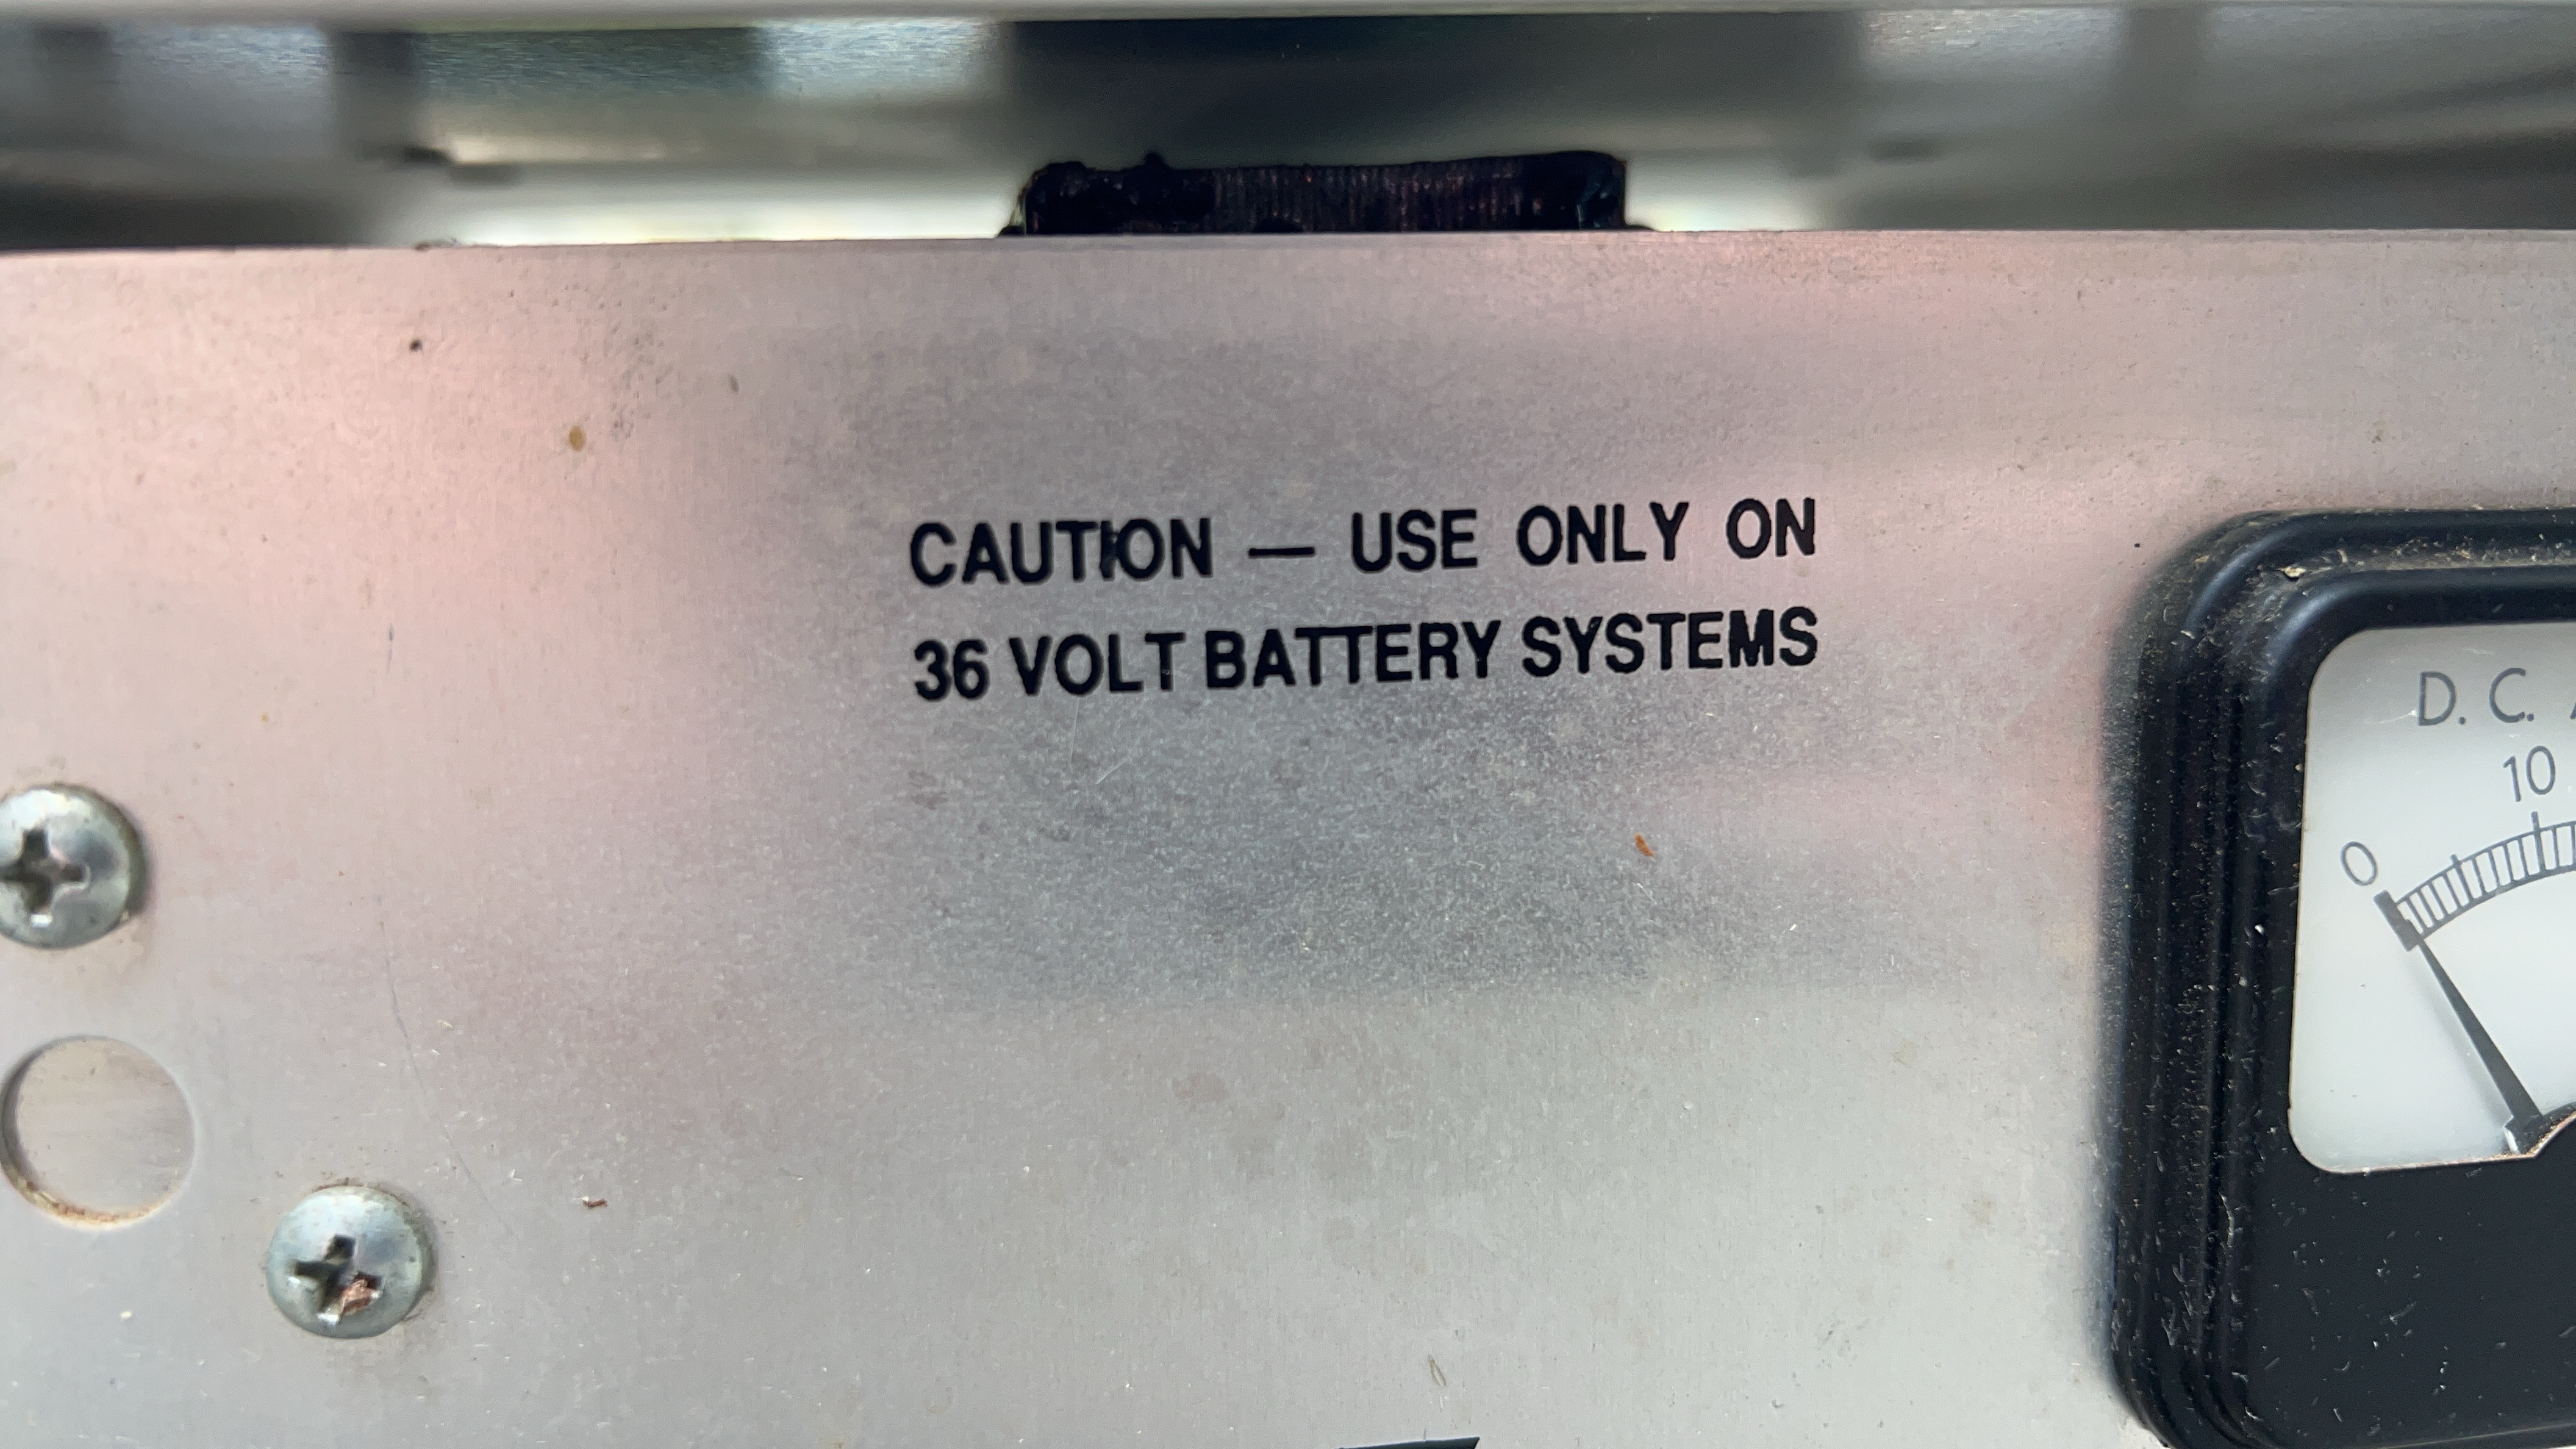 CAUTION — USE ONLY ON
36 VOLT BATTERY SYSTEMS
D. C.
10
0